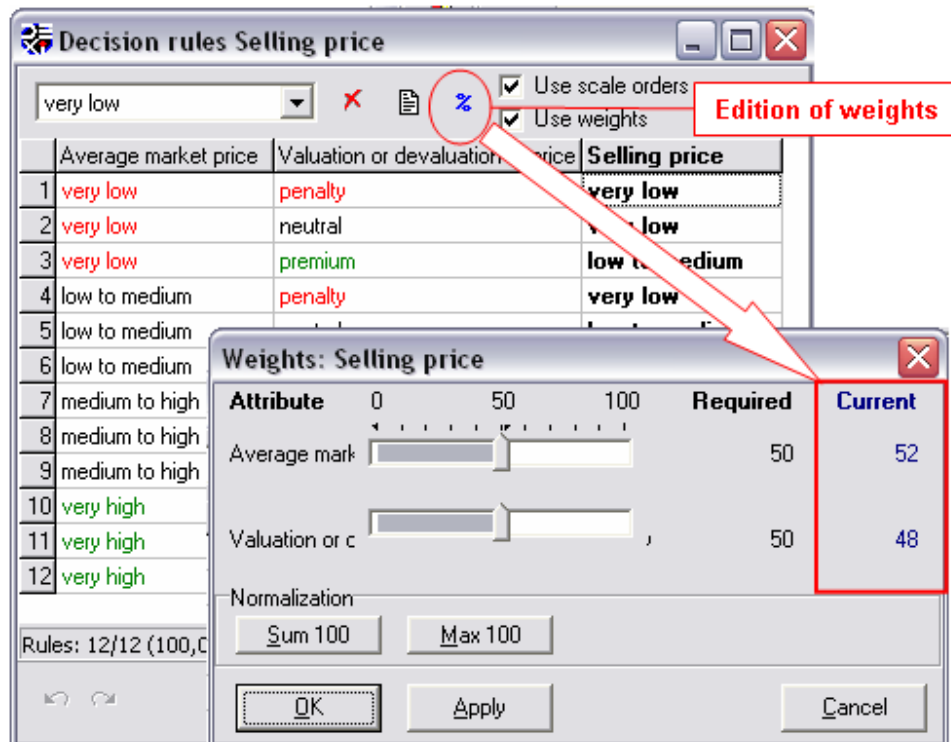 Decision rules Selling price
very low
%
Use scale orders
Use weights
Edition of weights
Average market price Valuation or devaluation price Selling price
1 very low penalty very low
2 very low neutral very low
3 very low premium low to medium
4 low to medium penalty very low
5 low to medium
6 low to medium
7 medium to high
8 medium to high
9 medium to high
10 very high
11 very high
12 very high
Rules: 12/12 (100,0
Weights: Selling price
Attribute 0 50 100 Required Current
Average mark 50 52
Valuation or c 50 48
Normalization
Sum 100 Max 100
OK Apply Cancel